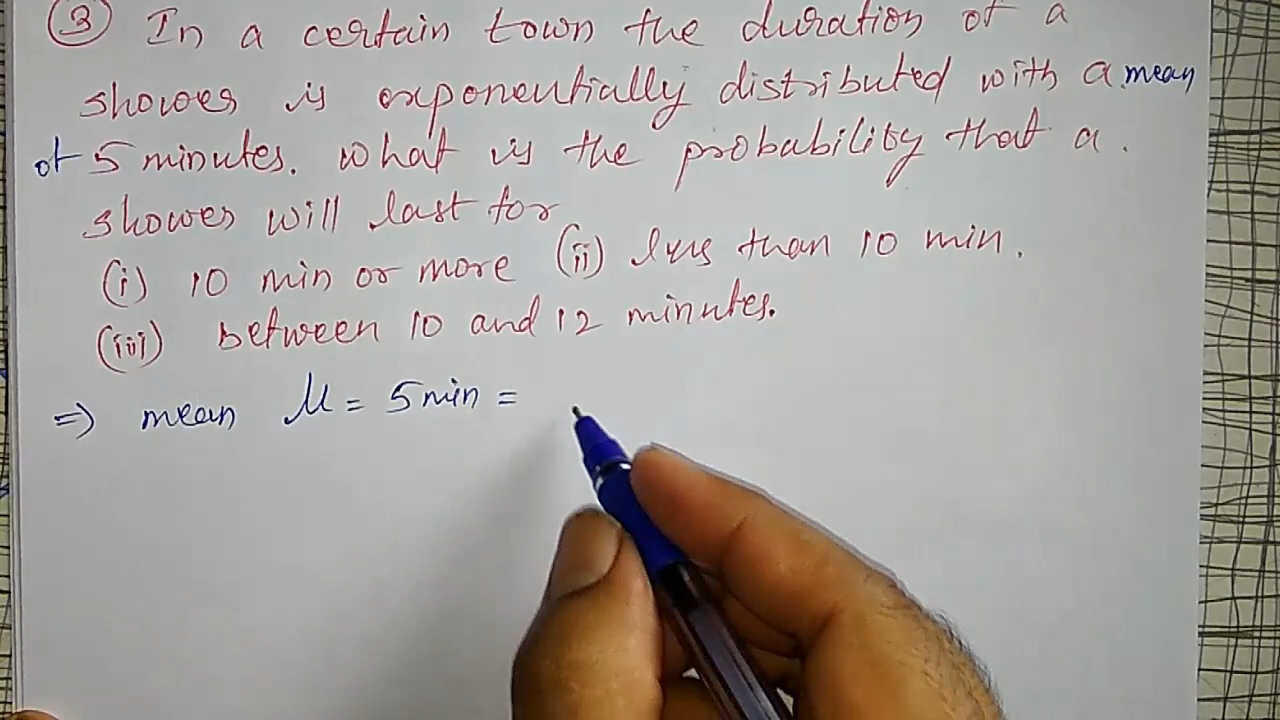 ③ In a certain town the duration of a
shower is exponentially distributed with a mean
of 5 minutes. What is the probability that a
shower will last for
(i) 10 min or more (ii) less than 10 min.
(iii) between 10 and 12 minutes.
⇒ mean μ = 5 min =